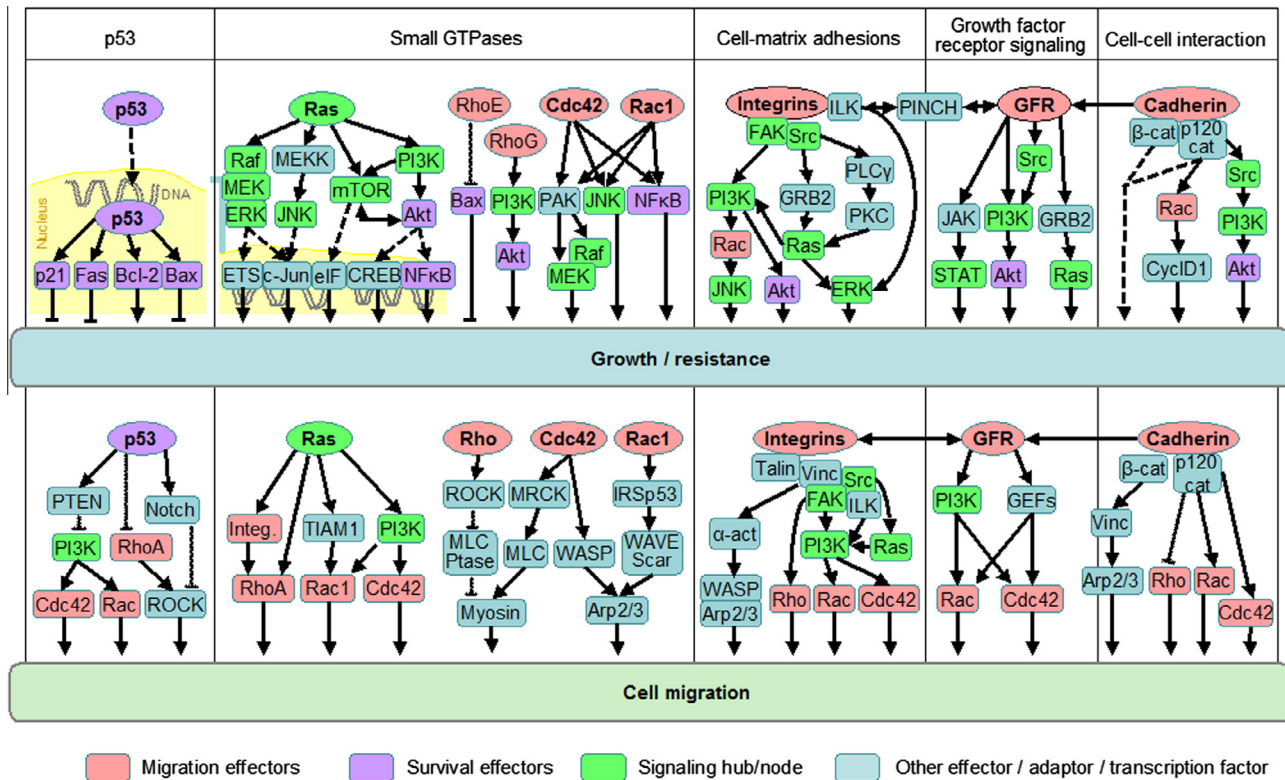 p53
Small GTPases
Cell-matrix adhesions
Growth factor
receptor signaling
Cell-cell interaction
p53
DNA
Nucleus
p53
p21
Fas
Bcl-2
Bax
Ras
Raf
MEK
ERK
MEKK
JNK
mTOR
PI3K
Akt
ETS
c-Jun
eIF
CREB
NFκB
RhoE
Bax
RhoG
PI3K
Akt
Cdc42
Rac1
PAK
JNK
NFκB
Raf
MEK
Integrins
ILK
PINCH
FAK
Src
PI3K
GRB2
PLCγ
PKC
Rac
Ras
JNK
Akt
ERK
GFR
Src
JAK
PI3K
GRB2
STAT
Akt
Ras
Cadherin
β-cat
p120
cat
Src
Rac
PI3K
CyclD1
Akt
Growth / resistance
p53
PTEN
Notch
PI3K
RhoA
Cdc42
Rac
ROCK
Ras
Integ.
TIAM1
PI3K
RhoA
Rac1
Cdc42
Rho
Cdc42
Rac1
ROCK
MRCK
IRSp53
MLC
Ptase
MLC
WASP
WAVE
Scar
Myosin
Arp2/3
Integrins
Talin
Vinc
Src
FAK
ILK
α-act
PI3K
Ras
WASP
Arp2/3
Rho
Rac
Cdc42
GFR
PI3K
GEFs
Rac
Cdc42
Cadherin
β-cat
p120
cat
Vinc
Arp2/3
Rho
Rac
Cdc42
Cell migration
Migration effectors
Survival effectors
Signaling hub/node
Other effector / adaptor / transcription factor